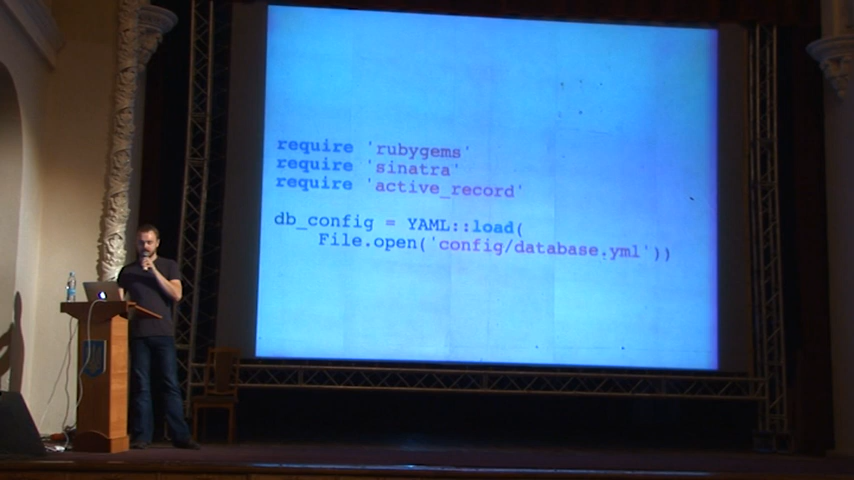 require 'rubygems'
require 'sinatra'
require 'active_record'
db_config = YAML::load(
File.open('config/database.yml'))